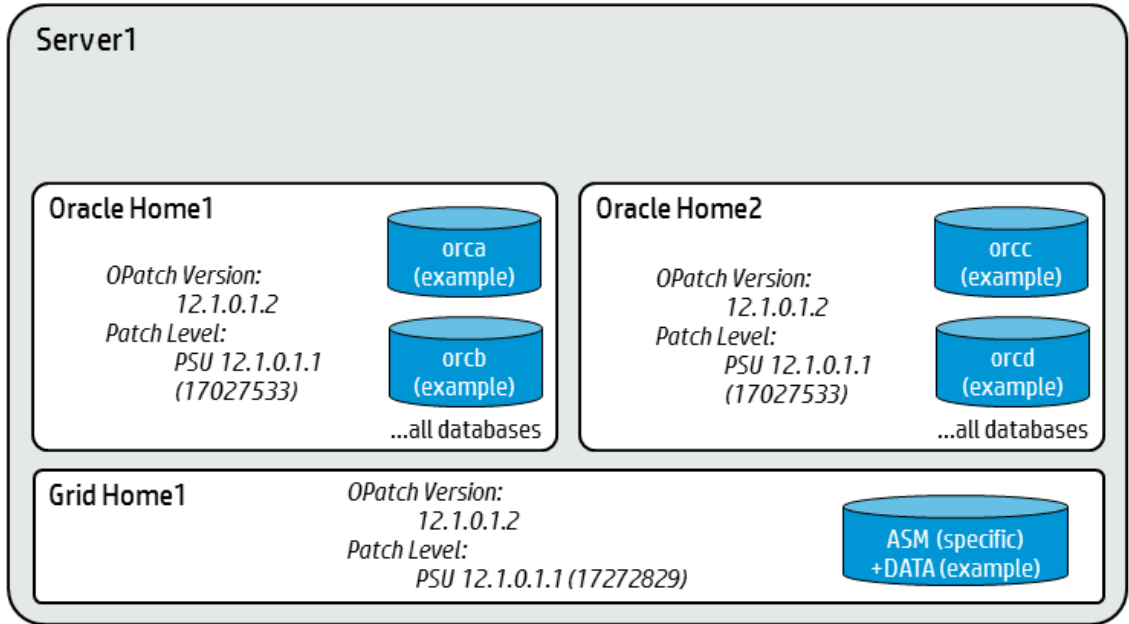 Server1
Oracle Home1
OPatch Version:
12.1.0.1.2
Patch Level:
PSU 12.1.0.1.1
(17027533)
orca
(example)
orcb
(example)
...all databases
Oracle Home2
OPatch Version:
12.1.0.1.2
Patch Level:
PSU 12.1.0.1.1
(17027533)
orcc
(example)
orcd
(example)
...all databases
Grid Home1
OPatch Version:
12.1.0.1.2
Patch Level:
PSU 12.1.0.1.1 (17272829)
ASM (specific)
+DATA (example)